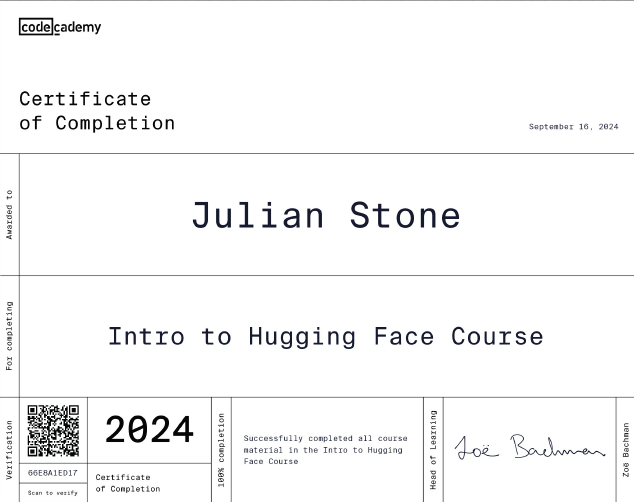 codecademy
Certificate
of Completion
September 16, 2024
Awarded to
Julian Stone
For completing
Intro to Hugging Face Course
Verification
66E8A1ED17
Scan to verify
2024
Certificate
of Completion
100% completion
Successfully completed all course
material in the Intro to Hugging
Face Course
Head of Learning
Zoë Bachman
Zoë Bachman